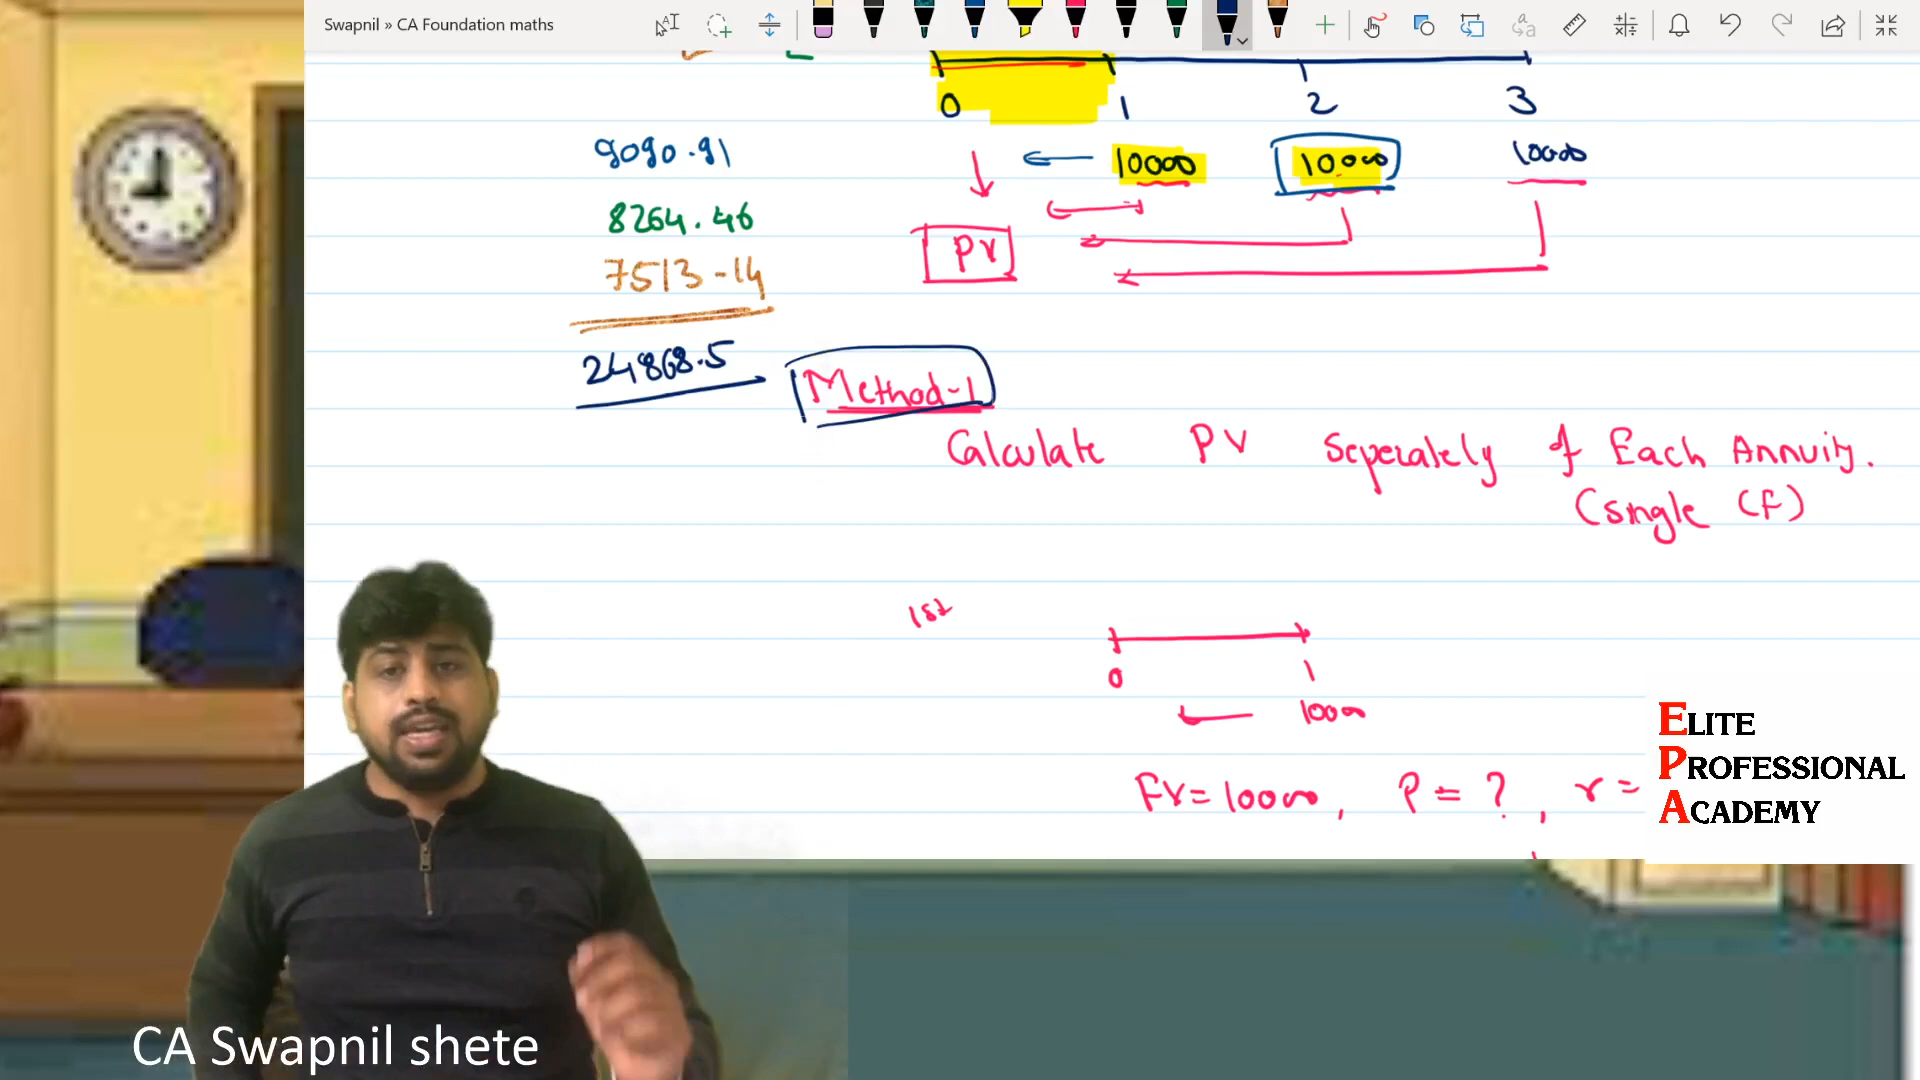 Swapnil » CA Foundation maths
0 1 2 3
9090.91 10000 10000 10000
8264.46
PV
7513-14
24868.5 Method-1
Calculate PV Seperately of Each Annuity.
(Single CF)
1st
0 1
10000
FV=10000, P = ?, r =
ELITE
PROFESSIONAL
ACADEMY
CA Swapnil shete